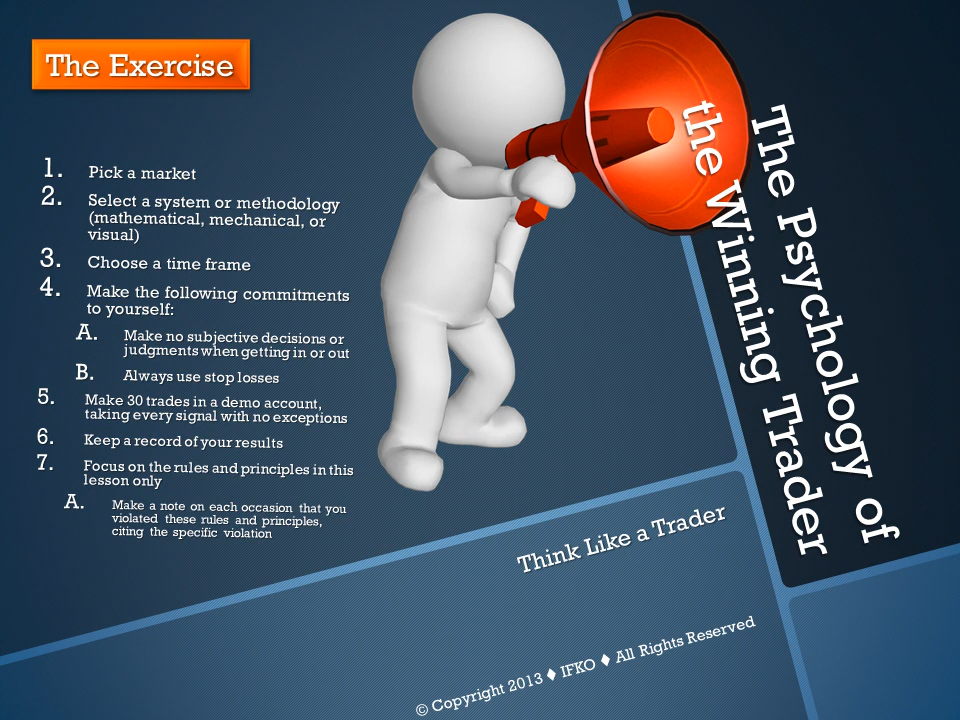 The Exercise
1. Pick a market
2. Select a system or methodology
(mathematical, mechanical, or
visual)
3. Choose a time frame
4. Make the following commitments
to yourself:
A. Make no subjective decisions or
judgments when getting in or out
B. Always use stop losses
5. Make 30 trades in a demo account,
taking every signal with no exceptions
6. Keep a record of your results
7. Focus on the rules and principles in this
lesson only
A. Make a note on each occasion that you
violated these rules and principles,
citing the specific violation
The Psychology of
the Winning Trader
Think Like a Trader
© Copyright 2013 ♦ IFKO ♦ All Rights Reserved